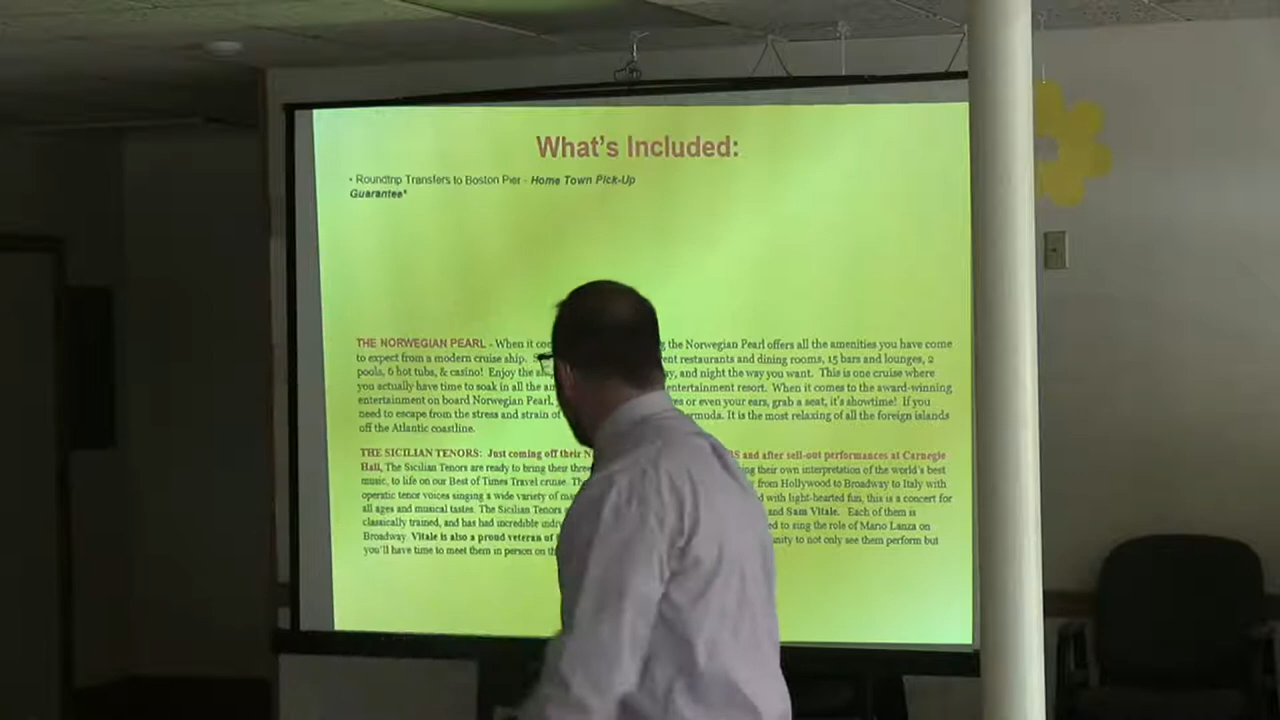 What's Included:
• Roundtrip Transfers to Boston Pier - Home Town Pick-Up
Guarantee*
THE NORWEGIAN PEARL - When it the Norwegian Pearl offers all the amenities you have come
to expect from a modern cruise ship. restaurants and dining rooms, 15 bars and lounges, 2
pools, 6 hot tubs, & casino! Enjoy the and night the way you want. This is one cruise where
you actually have time to soak in all the entertainment resort. When it comes to the award-winning
entertainment on board Norwegian Pearl, or even your ears, grab a seat, it's showtime! If you
need to escape from the stress and strain of It is the most relaxing of all the foreign islands
off the Atlantic coastline.
THE SICILIAN TENORS: Just coming off their and after sell-out performances at Carnegie
Hall, The Sicilian Tenors are ready to bring their their own interpretation of the world's best
music, to life on our Best of Times Travel cruise. from Hollywood to Broadway to Italy with
operatic tenor voices singing a wide variety of with light-hearted fun, this is a concert for
all ages and musical tastes. The Sicilian Tenors and Sam Vitale. Each of them is
classically trained, and has had incredible to sing the role of Mario Lanza on
Broadway. Vitale is also a proud veteran of to not only see them perform but
you'll have time to meet them in person on